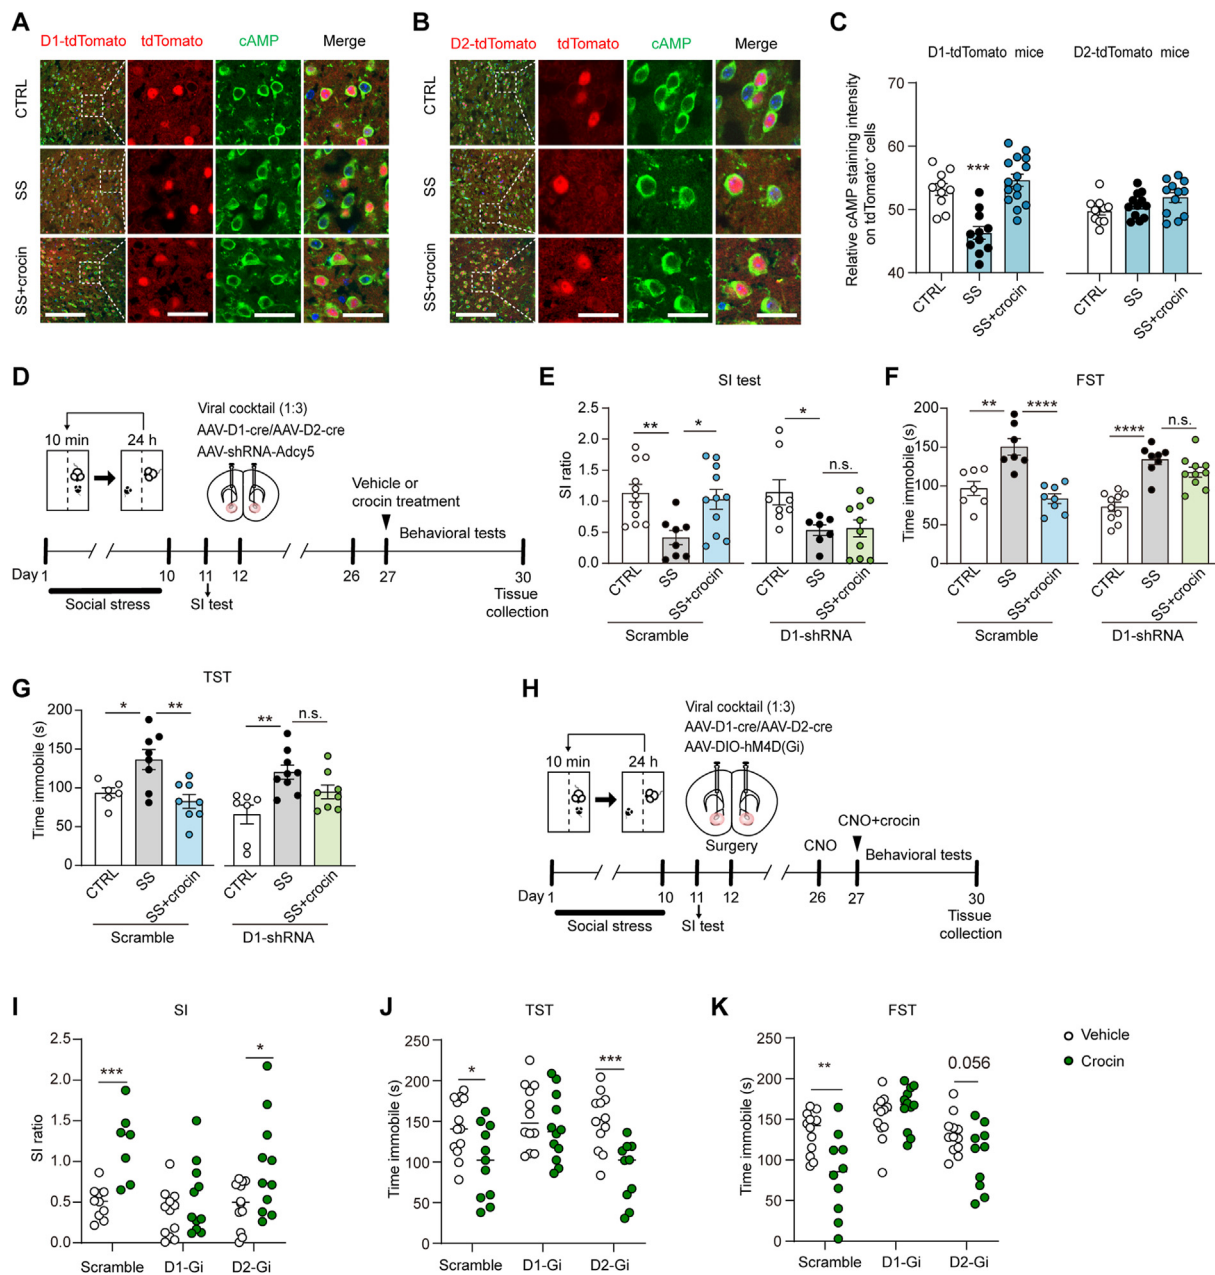 A
D1-tdTomato tdTomato cAMP Merge
CTRL
SS
SS+crocin
B
D2-tdTomato tdTomato cAMP Merge
CTRL
SS
SS+crocin
C
D1-tdTomato mice D2-tdTomato mice
Relative cAMP staining intensity
on tdTomato⁺ cells
70
60
50
40
***
CTRL SS SS+crocin CTRL SS SS+crocin
D
10 min 24 h
Viral cocktail (1:3)
AAV-D1-cre/AAV-D2-cre
AAV-shRNA-Adcy5
Vehicle or
crocin treatment
Behavioral tests
Day 1 10 11 12 26 27 30
Social stress SI test Tissue
collection
E
SI test
SI ratio
2.5
2.0
1.5
1.0
0.5
0.0
** * * n.s.
CTRL SS SS+crocin CTRL SS SS+crocin
Scramble D1-shRNA
F
FST
Time immobile (s)
200
150
100
50
0
** **** **** n.s.
CTRL SS SS+crocin CTRL SS SS+crocin
Scramble D1-shRNA
G
TST
Time immobile (s)
200
150
100
50
0
* ** ** n.s.
CTRL SS SS+crocin CTRL SS SS+crocin
Scramble D1-shRNA
H
10 min 24 h
Viral cocktail (1:3)
AAV-D1-cre/AAV-D2-cre
AAV-DIO-hM4D(Gi)
Surgery
CNO+crocin
CNO Behavioral tests
Day 1 10 11 12 26 27 30
Social stress SI test Tissue
collection
I
SI
SI ratio
2.5
2.0
1.5
1.0
0.5
0.0
*** *
Scramble D1-Gi D2-Gi
J
TST
Time immobile (s)
250
200
150
100
50
0
* ***
Scramble D1-Gi D2-Gi
K
FST
Time immobile (s)
250
200
150
100
50
0
** 0.056
Scramble D1-Gi D2-Gi
Vehicle
Crocin